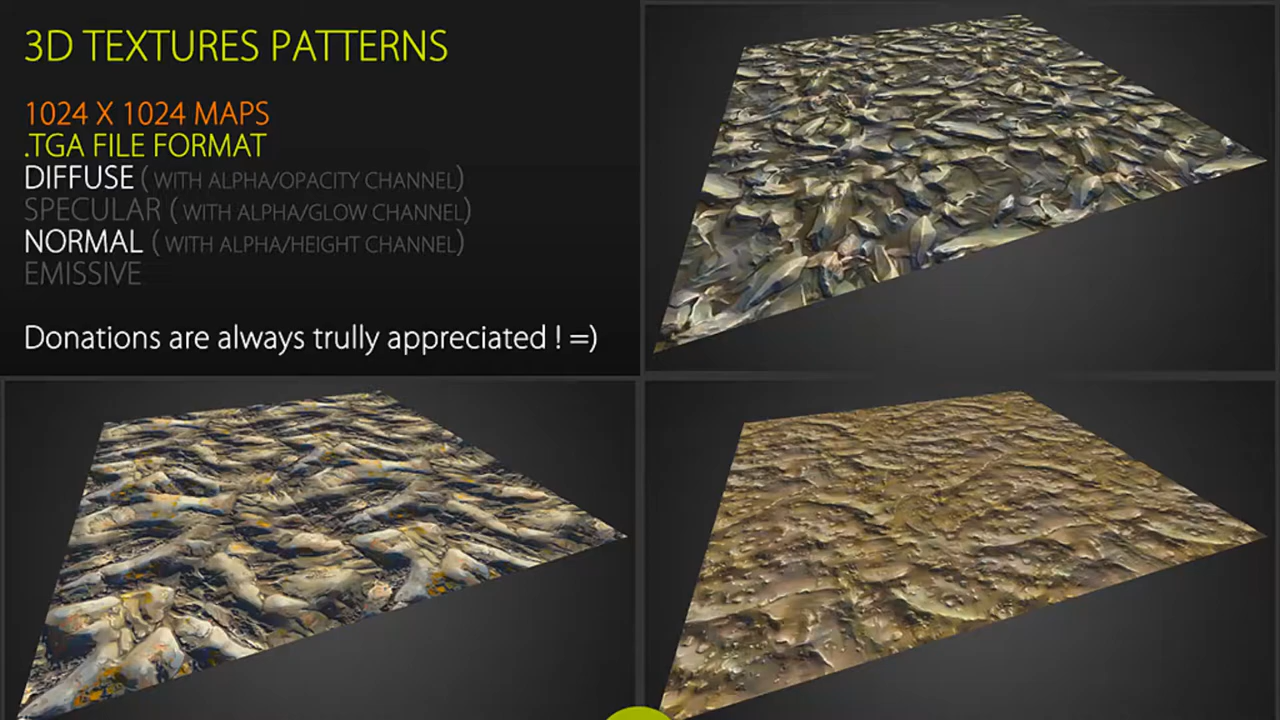 3D TEXTURES PATTERNS
1024 X 1024 MAPS
.TGA FILE FORMAT
DIFFUSE ( WITH ALPHA/OPACITY CHANNEL)
SPECULAR ( WITH ALPHA/GLOW CHANNEL)
NORMAL ( WITH ALPHA/HEIGHT CHANNEL)
EMISSIVE
Donations are always trully appreciated ! =)